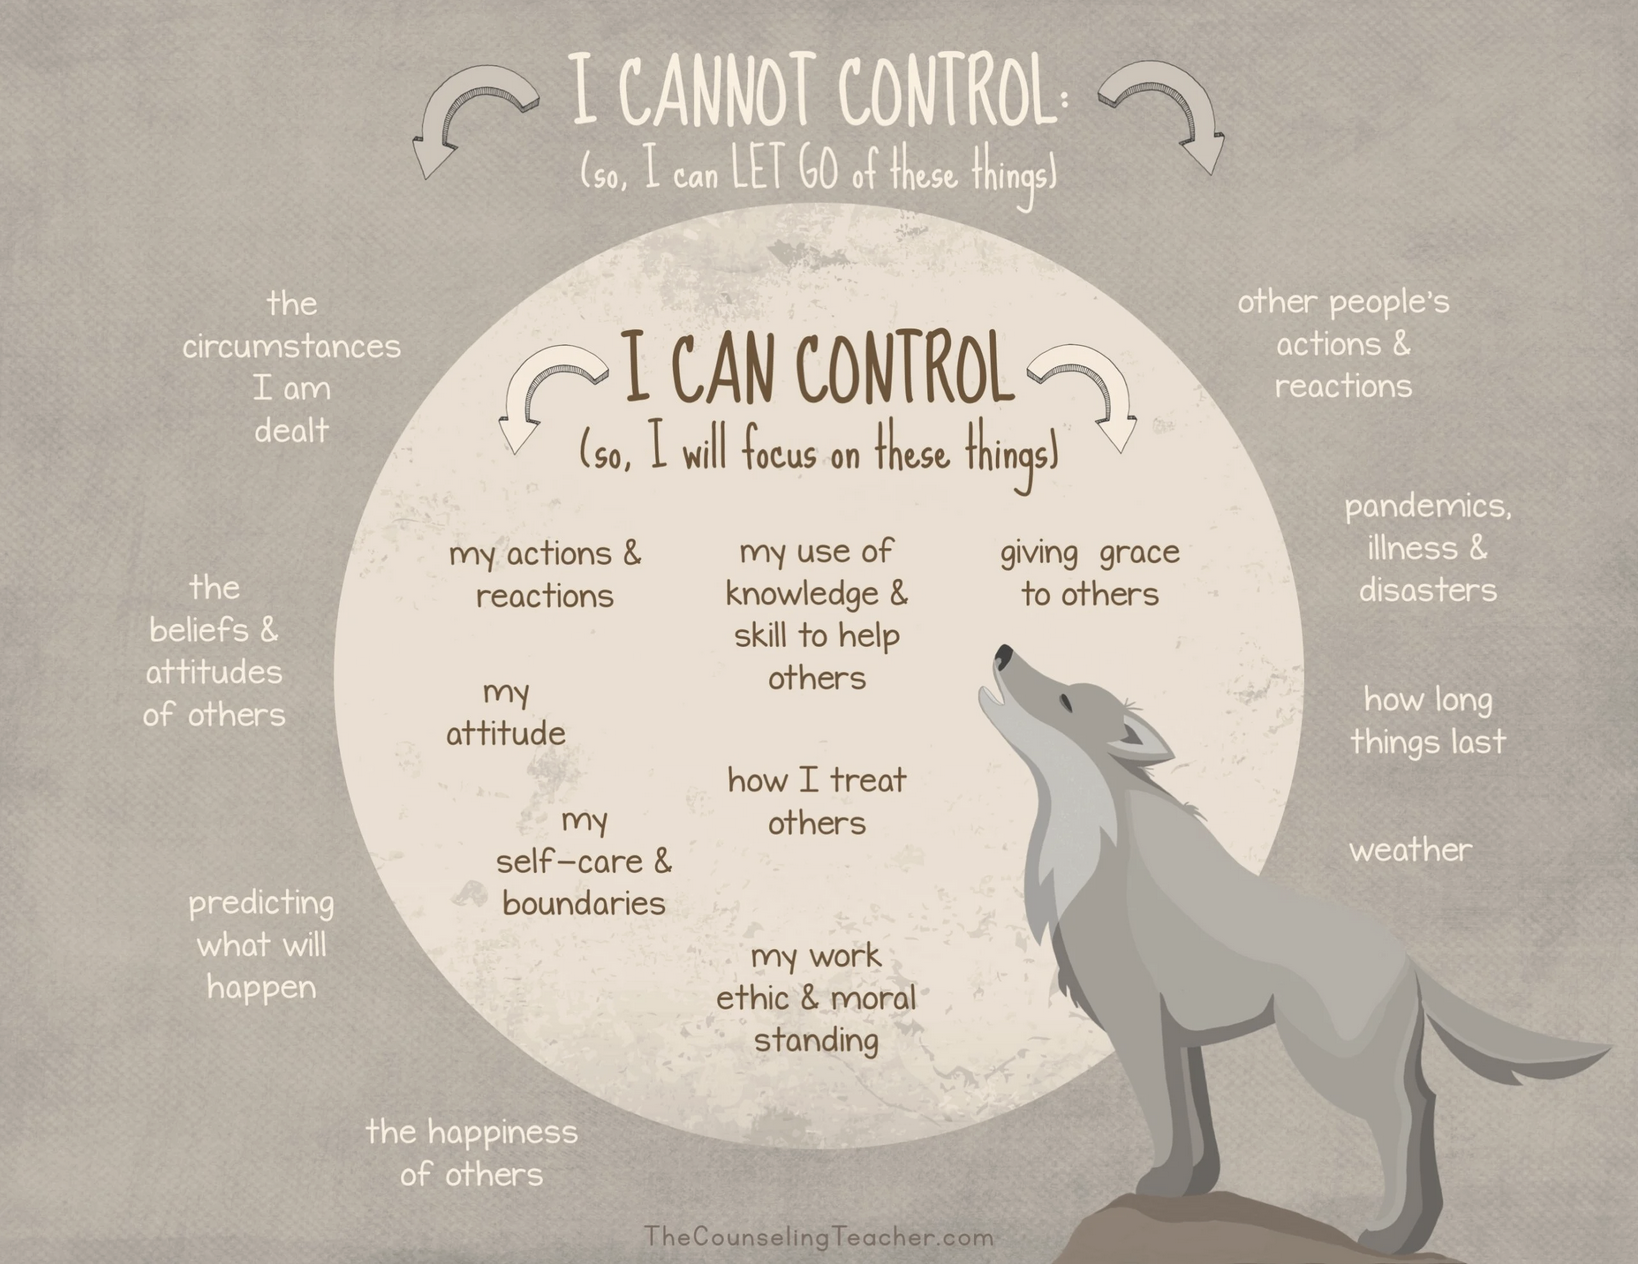 I CANNOT CONTROL:
(so, I can LET GO of these things)
the
circumstances
I am
dealt
the
beliefs &
attitudes
of others
predicting
what will
happen
the happiness
of others
other people's
actions &
reactions
pandemics,
illness &
disasters
how long
things last
weather
I CAN CONTROL
(so, I will focus on these things)
my actions &
reactions
my
attitude
my
self-care &
boundaries
my use of
knowledge &
skill to help
others
how I treat
others
my work
ethic & moral
standing
giving grace
to others
TheCounselingTeacher.com